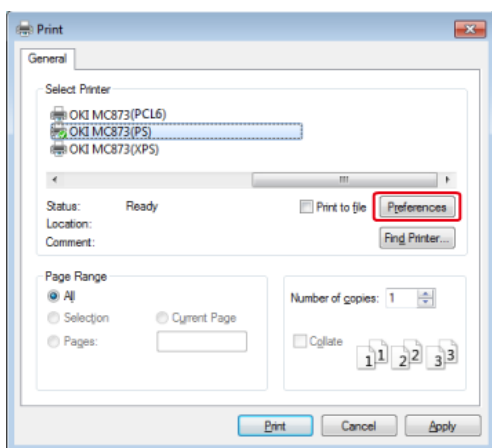 Print
General
Select Printer
OKI MC873(PCL6)
OKI MC873(PS)
OKI MC873(XPS)
Status: Ready
Print to file
Preferences
Location:
Comment:
Find Printer...
Page Range
All
Selection
Current Page
Pages:
Number of copies: 1
Collate
1 1 2 2 3 3
Print
Cancel
Apply